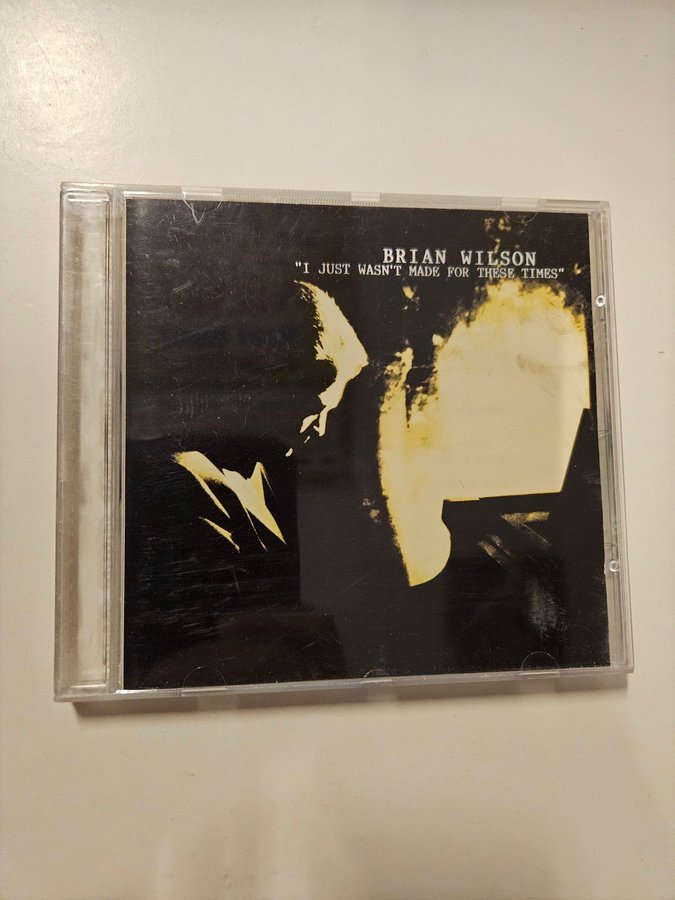 BRIAN WILSON
"I JUST WASN'T MADE FOR THESE TIMES"